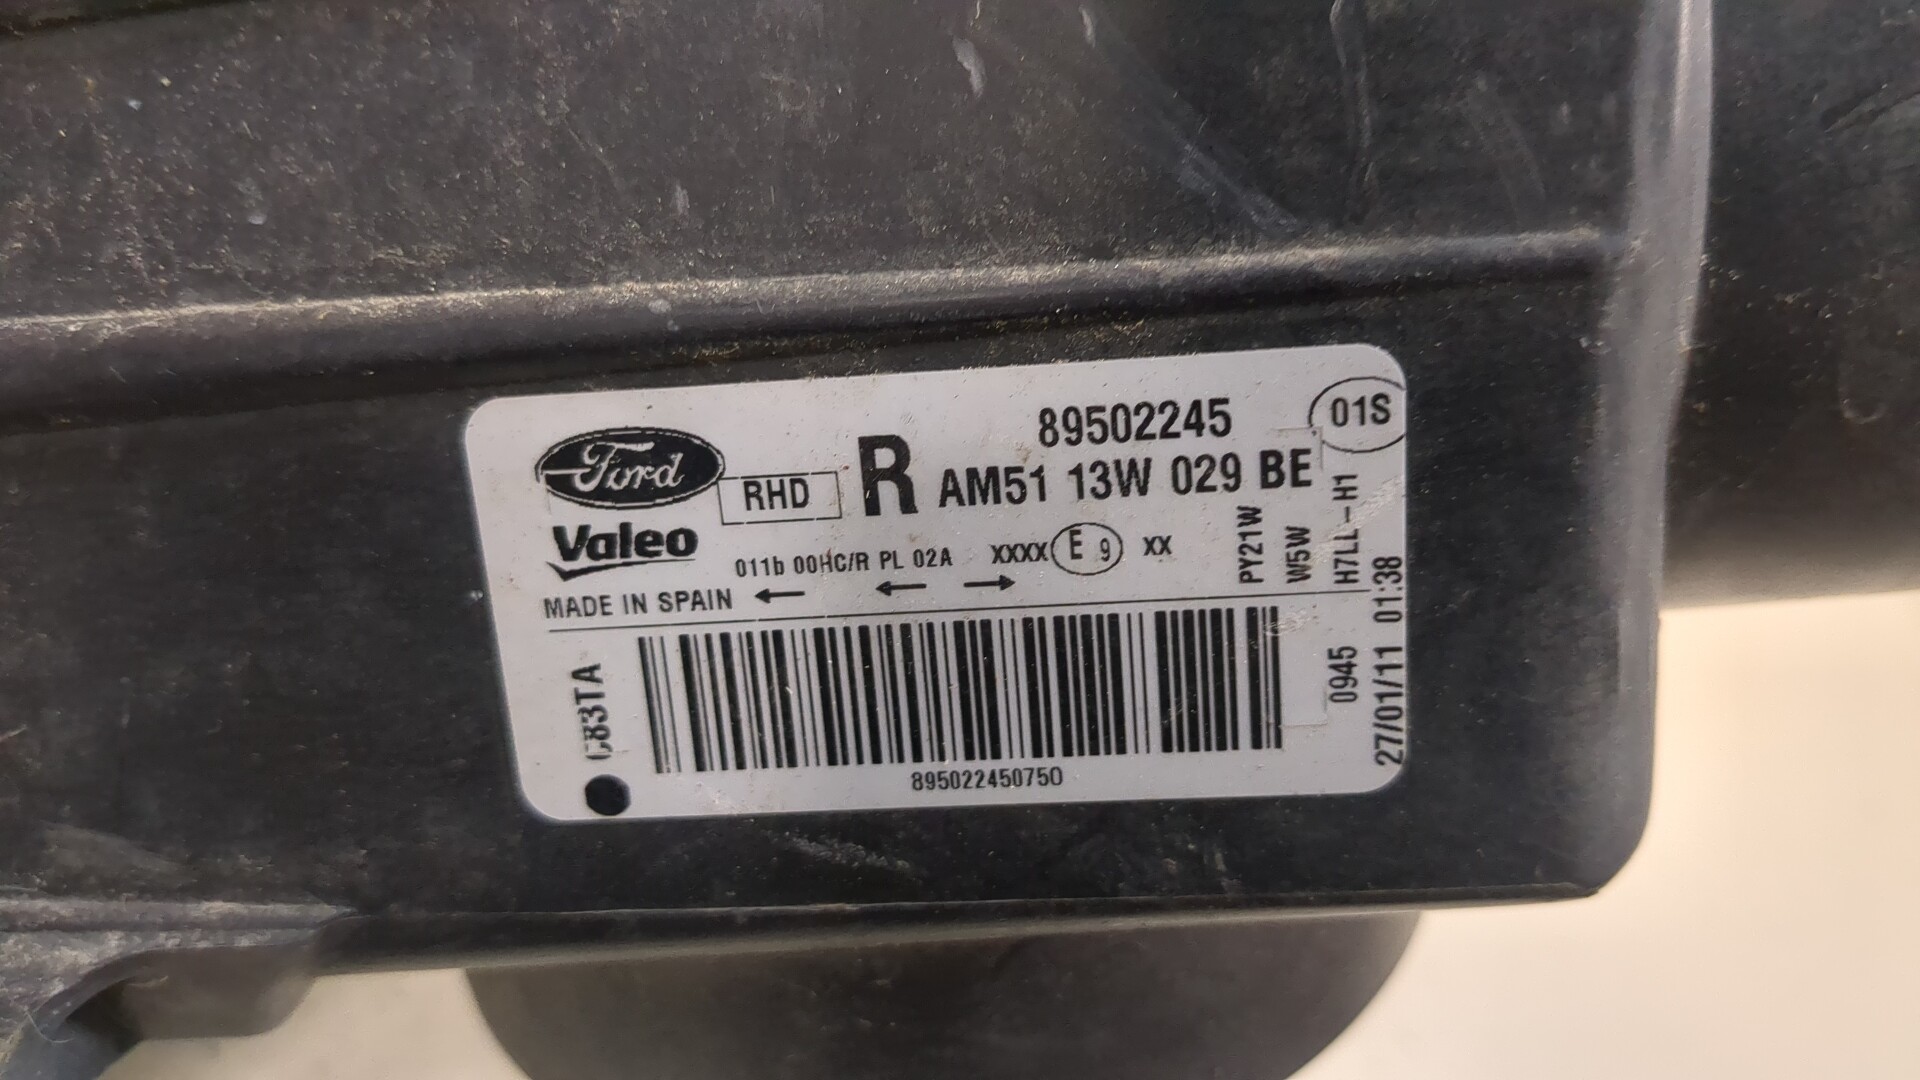 89502245
01S
Ford
RHD
R
AM51 13W 029 BE
Valeo
011b 00HC/R PL 02A
XXXX E9 XX
MADE IN SPAIN
PY21W
W5W
H7LL-H1
C83TA
0945
27/01/11 01:38
895022450750